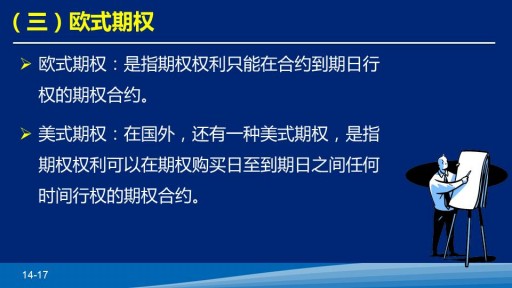 （三）欧式期权
欧式期权：是指期权权利只能在合约到期日行
权的期权合约。
美式期权：在国外，还有一种美式期权，是指
期权权利可以在期权购买日至到期日之间任何
时间行权的期权合约。
14-17